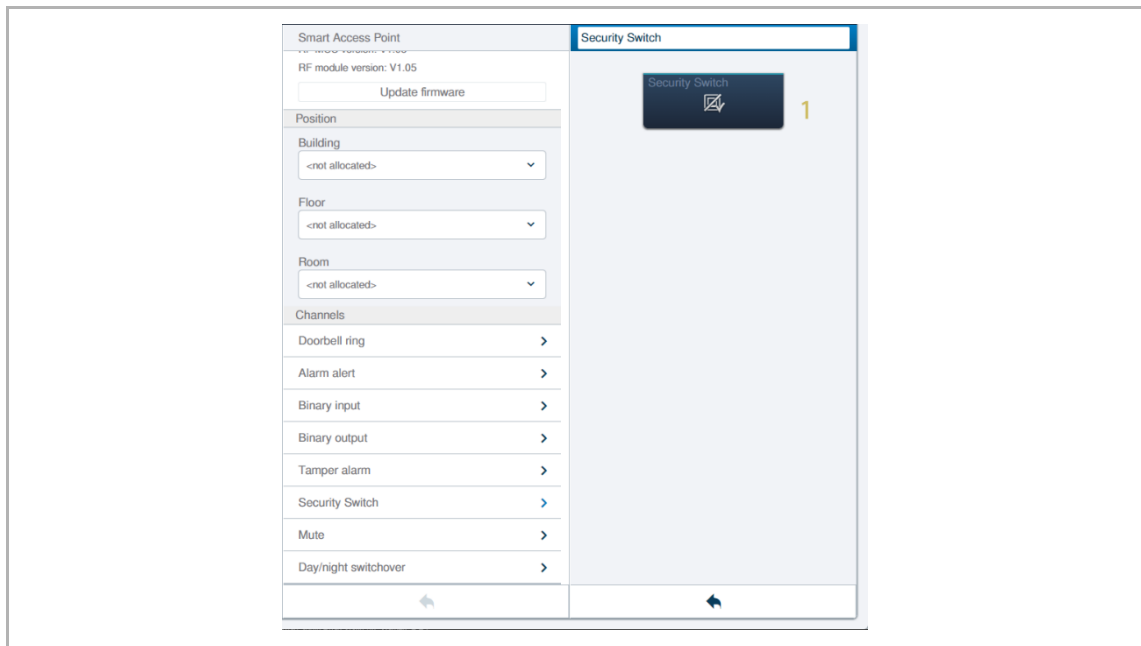 Smart Access Point
RF module version: V1.05
Update firmware
Position
Building
<not allocated>
Floor
<not allocated>
Room
<not allocated>
Channels
Doorbell ring
Alarm alert
Binary input
Binary output
Tamper alarm
Security Switch
Mute
Day/night switchover
Security Switch
Security Switch
1